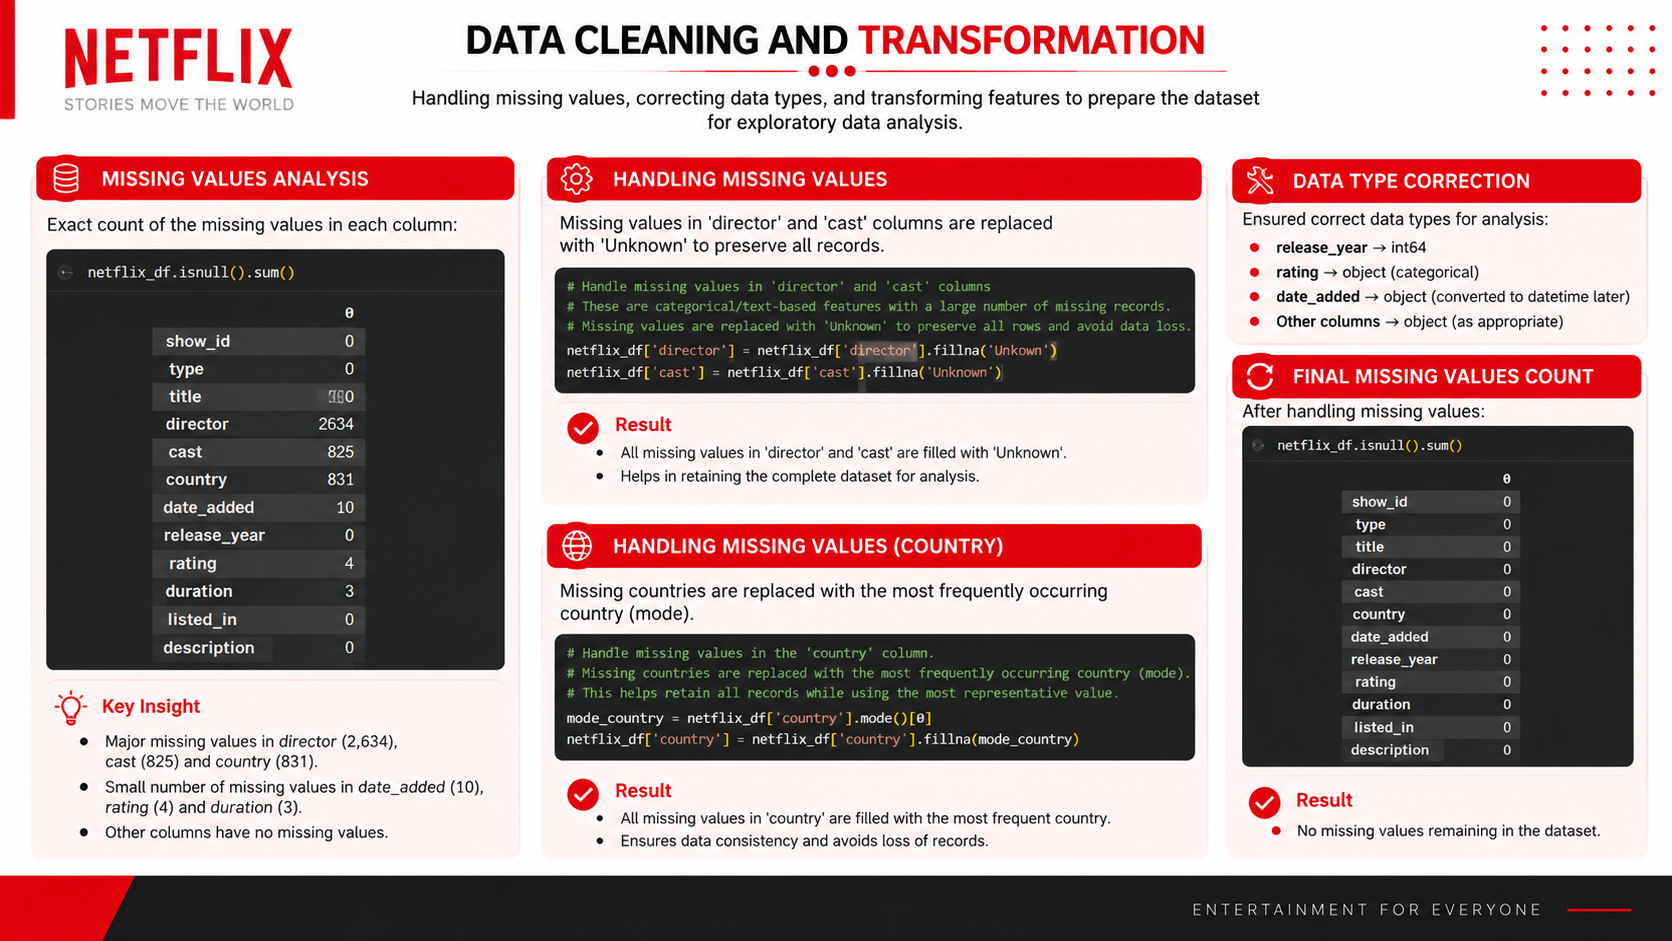 NETFLIX
STORIES MOVE THE WORLD
DATA CLEANING AND TRANSFORMATION
Handling missing values, correcting data types, and transforming features to prepare the dataset
for exploratory data analysis.
MISSING VALUES ANALYSIS
Exact count of the missing values in each column:
netflix_df.isnull().sum()
0
show_id 0
type 0
title 0
director 2634
cast 825
country 831
date_added 10
release_year 0
rating 4
duration 3
listed_in 0
description 0
Key Insight
● Major missing values in director (2,634),
cast (825) and country (831).
● Small number of missing values in date_added (10),
rating (4) and duration (3).
● Other columns have no missing values.
HANDLING MISSING VALUES
Missing values in 'director' and 'cast' columns are replaced
with 'Unknown' to preserve all records.
# Handle missing values in 'director' and 'cast' columns
# These are categorical/text-based features with a large number of missing records.
# Missing values are replaced with 'Unknown' to preserve all rows and avoid data loss.
netflix_df['director'] = netflix_df['director'].fillna('Unkown')
netflix_df['cast'] = netflix_df['cast'].fillna('Unknown')
Result
● All missing values in 'director' and 'cast' are filled with 'Unknown'.
● Helps in retaining the complete dataset for analysis.
HANDLING MISSING VALUES (COUNTRY)
Missing countries are replaced with the most frequently occurring
country (mode).
# Handle missing values in the 'country' column.
# Missing countries are replaced with the most frequently occurring country (mode).
# This helps retain all records while using the most representative value.
mode_country = netflix_df['country'].mode()[0]
netflix_df['country'] = netflix_df['country'].fillna(mode_country)
Result
● All missing values in 'country' are filled with the most frequent country.
● Ensures data consistency and avoids loss of records.
DATA TYPE CORRECTION
Ensured correct data types for analysis:
● release_year → int64
● rating → object (categorical)
● date_added → object (converted to datetime later)
● Other columns → object (as appropriate)
FINAL MISSING VALUES COUNT
After handling missing values:
netflix_df.isnull().sum()
0
show_id 0
type 0
title 0
director 0
cast 0
country 0
date_added 0
release_year 0
rating 0
duration 0
listed_in 0
description 0
Result
● No missing values remaining in the dataset.
ENTERTAINMENT FOR EVERYONE